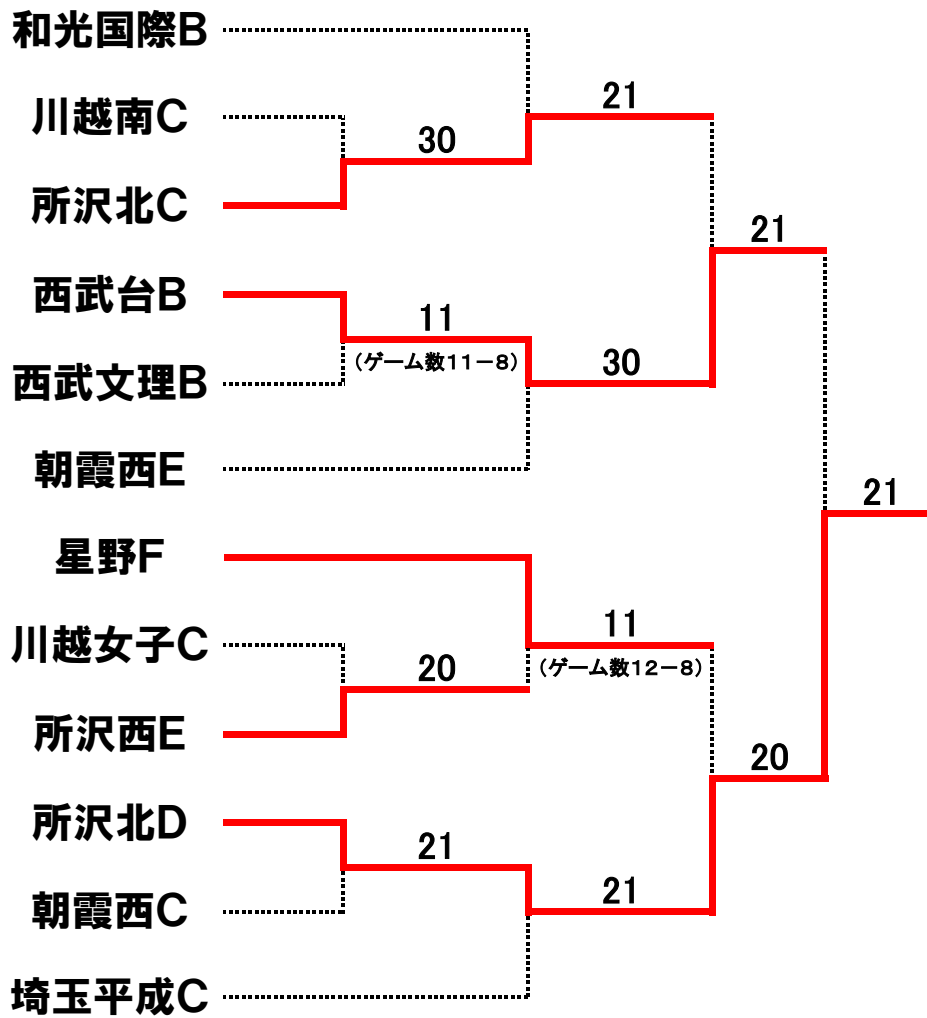 和光国際B
21
川越南C
30
所沢北C
21
西武台B
11
(ゲーム数11－8)
30
西武文理B
朝霞西E
21
星野F
11
(ゲーム数12－8)
川越女子C
20
所沢西E
20
所沢北D
21
21
朝霞西C
埼玉平成C